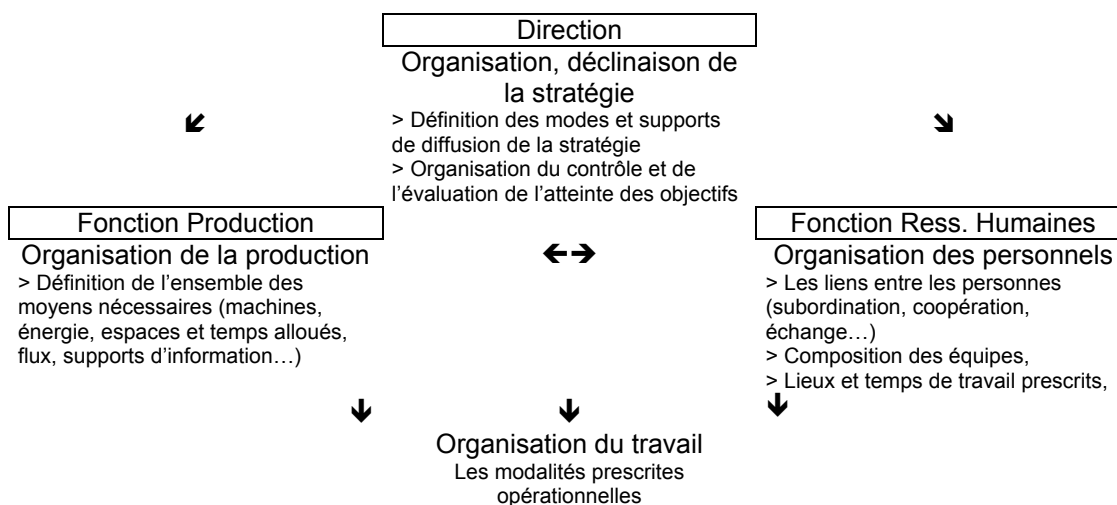 Direction
Organisation, déclinaison de
la stratégie
> Définition des modes et supports
de diffusion de la stratégie
> Organisation du contrôle et de
l’évaluation de l’atteinte des objectifs
Fonction Production
Organisation de la production
> Définition de l’ensemble des
moyens nécessaires (machines,
énergie, espaces et temps alloués,
flux, supports d’information…)
Fonction Ress. Humaines
Organisation des personnels
> Les liens entre les personnes
(subordination, coopération,
échange…)
> Composition des équipes,
> Lieux et temps de travail prescrits,
Organisation du travail
Les modalités prescrites
opérationnelles